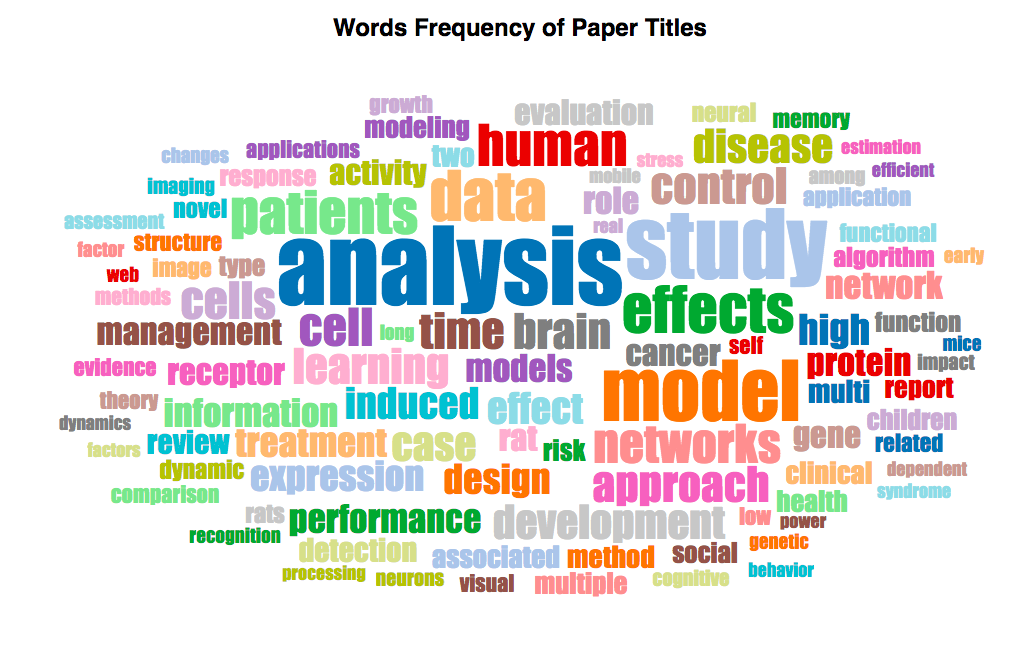 Words Frequency of Paper Titles
growth
evaluation
neural
memory
modeling
human
disease
estimation
changes
applications
two
stress
efficient
imaging
response
activity
mobile
among
novel
patients
data
role
control
application
assessment
real
study
functional
factor
structure
analysis
algorithm
early
web
image
type
network
methods
cells
effects
management
cell
long
time
brain
high
function
mice
cancer
self
protein
impact
evidence
receptor
learning
models
model
multi
report
theory
information
induced
effect
children
dynamics
factors
review
treatment
case
rat
risk
networks
gene
related
dynamic
expression
design
approach
clinical
dependent
comparison
syndrome
health
rats
performance
development
low
power
recognition
genetic
detection
associated
method
social
processing
neurons
visual
multiple
cognitive
behavior